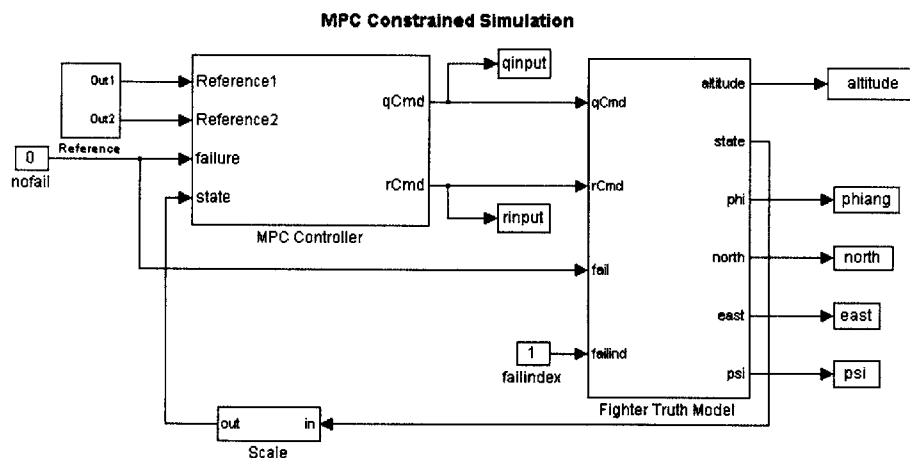 MPC Constrained Simulation
Out1
Out2
Reference
0
nofail
Reference1
Reference2
failure
state
qCmd
rCmd
MPC Controller
qinput
rinput
qCmd
rCmd
fail
failind
1
failindex
altitude
state
phi
north
east
psi
Fighter Truth Model
altitude
phiang
north
east
psi
out
in
Scale